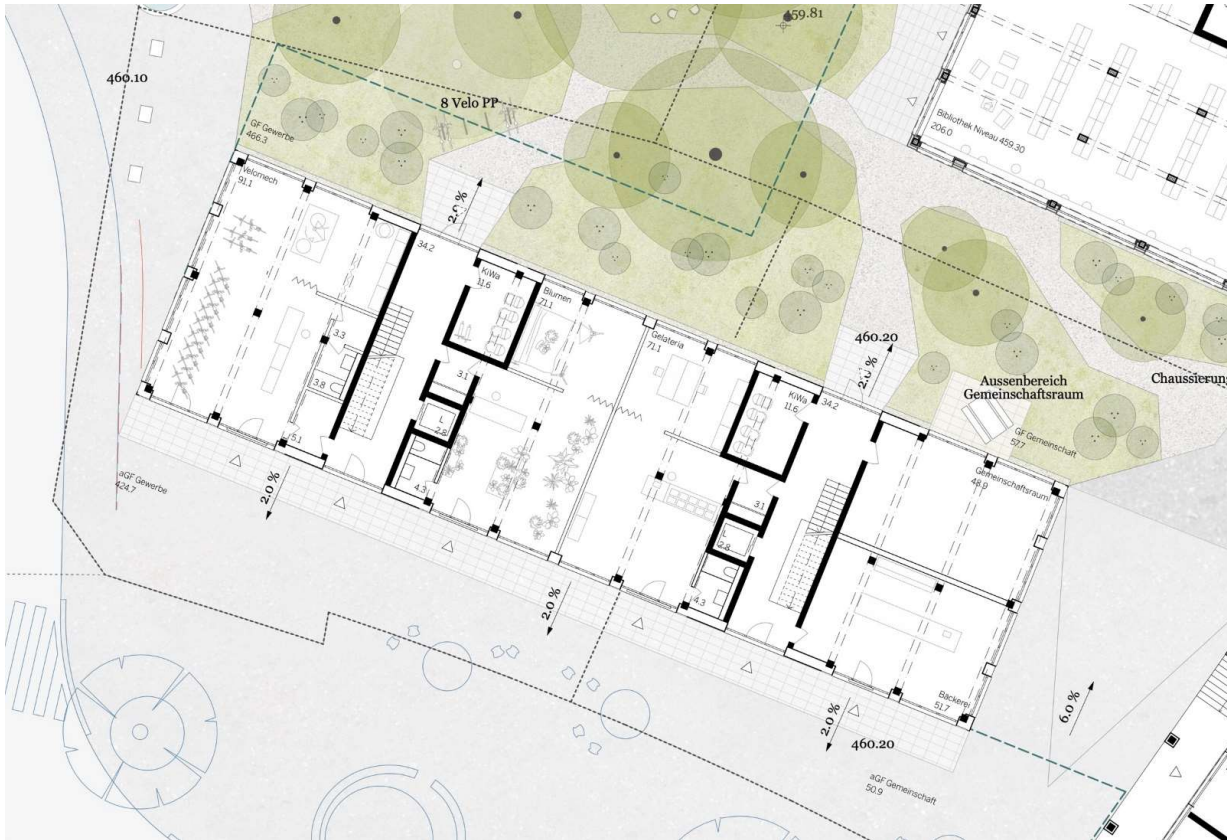 459.81
460.10
8 Velo PP
GF Gewerbe
466.3
Bibliothek Niveau 459.30
206.0
Velomech
91.1
2.0 %
34.2
KiWa
11.6
Blumen
71.1
Gelateria
71.1
460.20
2.0 %
Aussenbereich
Gemeinschaftsraum
Chaussierung
3.3
3.8
3.1
L
2.8
4.3
5.1
KiWa
11.6
34.2
GF Gemeinschaft
57.7
Gemeinschaftsraum
48.9
aGF Gewerbe
424.7
2.0 %
3.1
L
2.8
4.3
2.0 %
Bäckerei
51.7
2.0 %
460.20
6.0 %
aGF Gemeinschaft
50.9